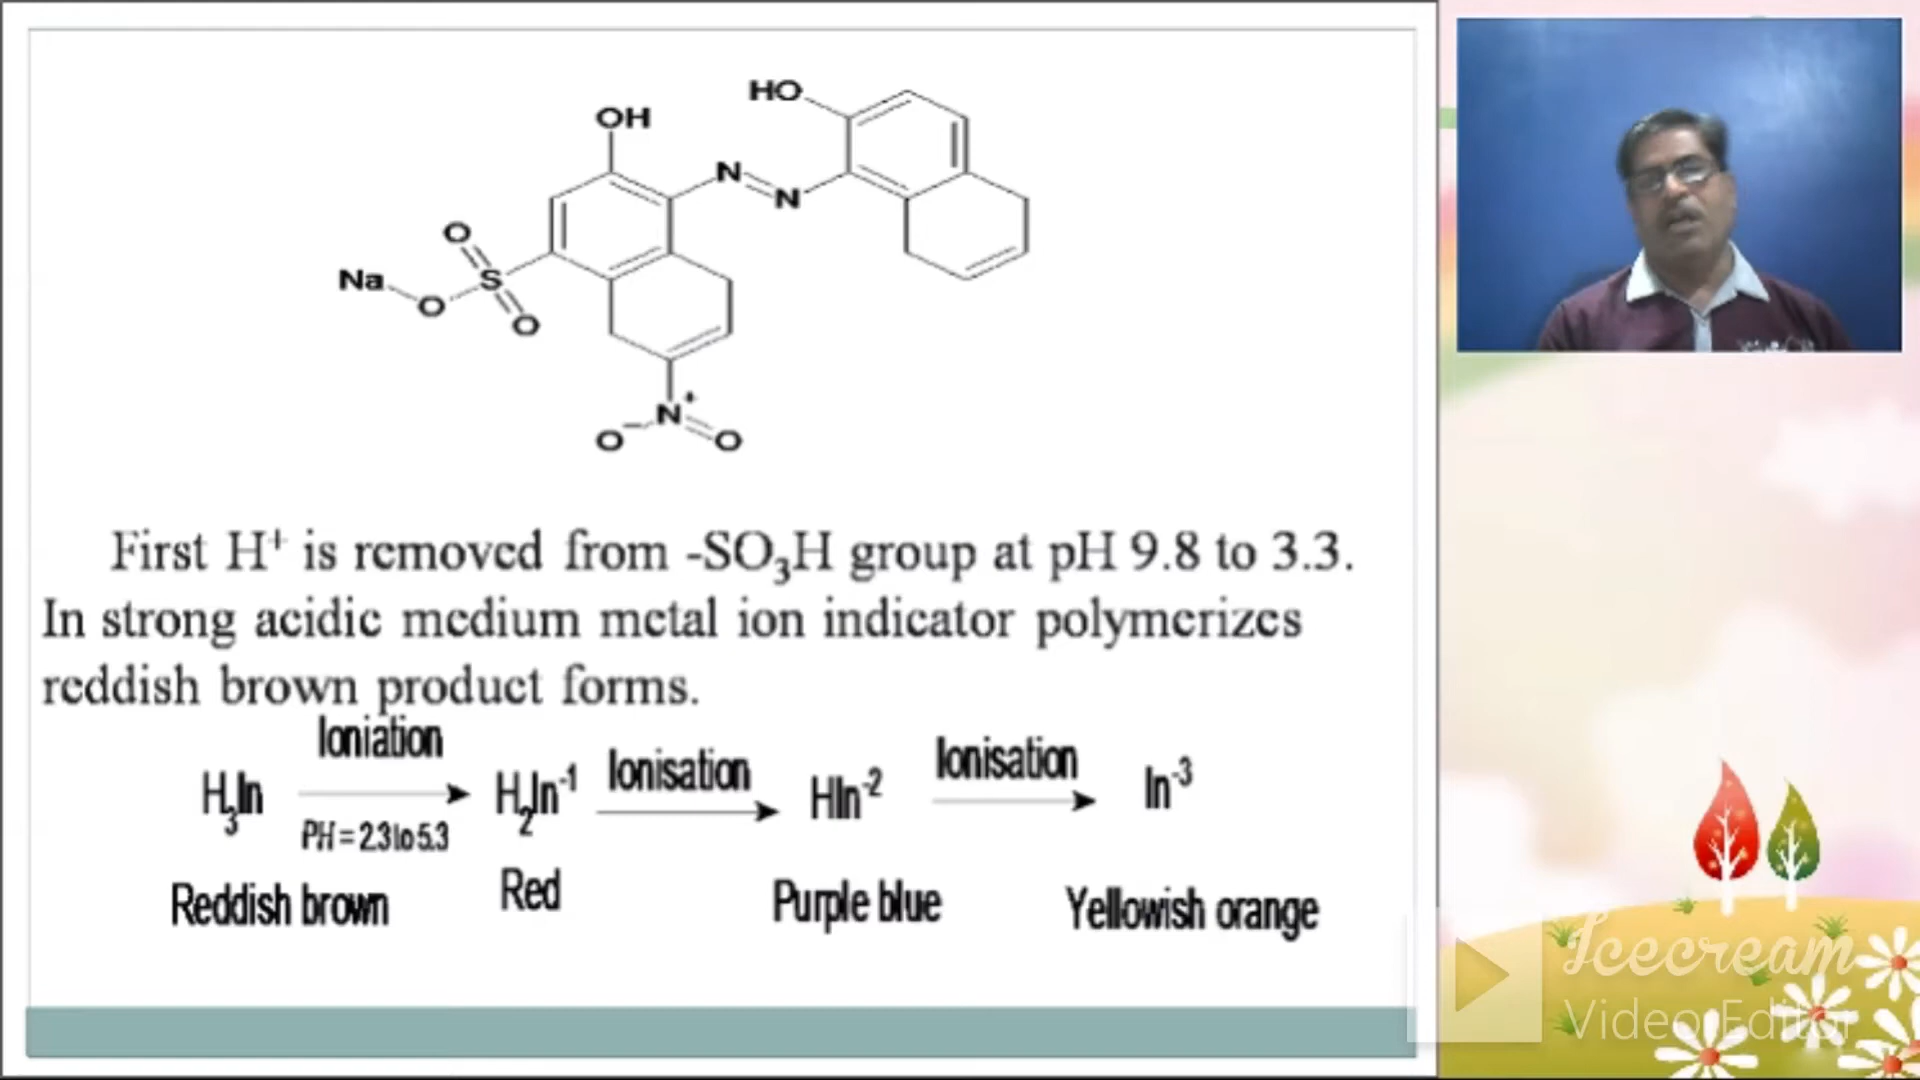 HO
OH
N
N
O
Na
S
O
O
N+
O-
O
First H⁺ is removed from -SO₃H group at pH 9.8 to 3.3.
In strong acidic medium metal ion indicator polymerizes
reddish brown product forms.
Ioniation
Ionisation
Ionisation
H₃In
H₂In⁻¹
HIn⁻²
In⁻³
PH = 2.3 to 5.3
Reddish brown
Red
Purple blue
Yellowish orange
Icecream
Video Editor